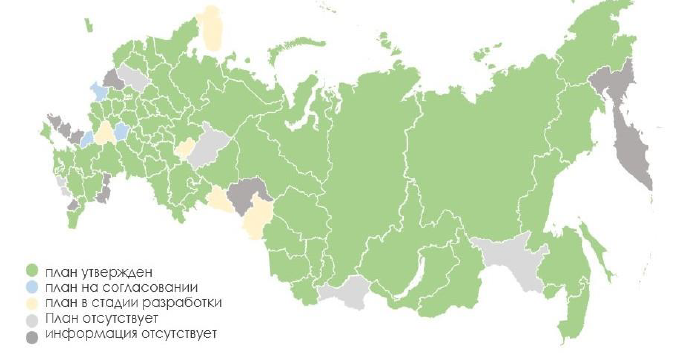 план утвержден
план на согласовании
план в стадии разработки
План отсутствует
информация отсутствует